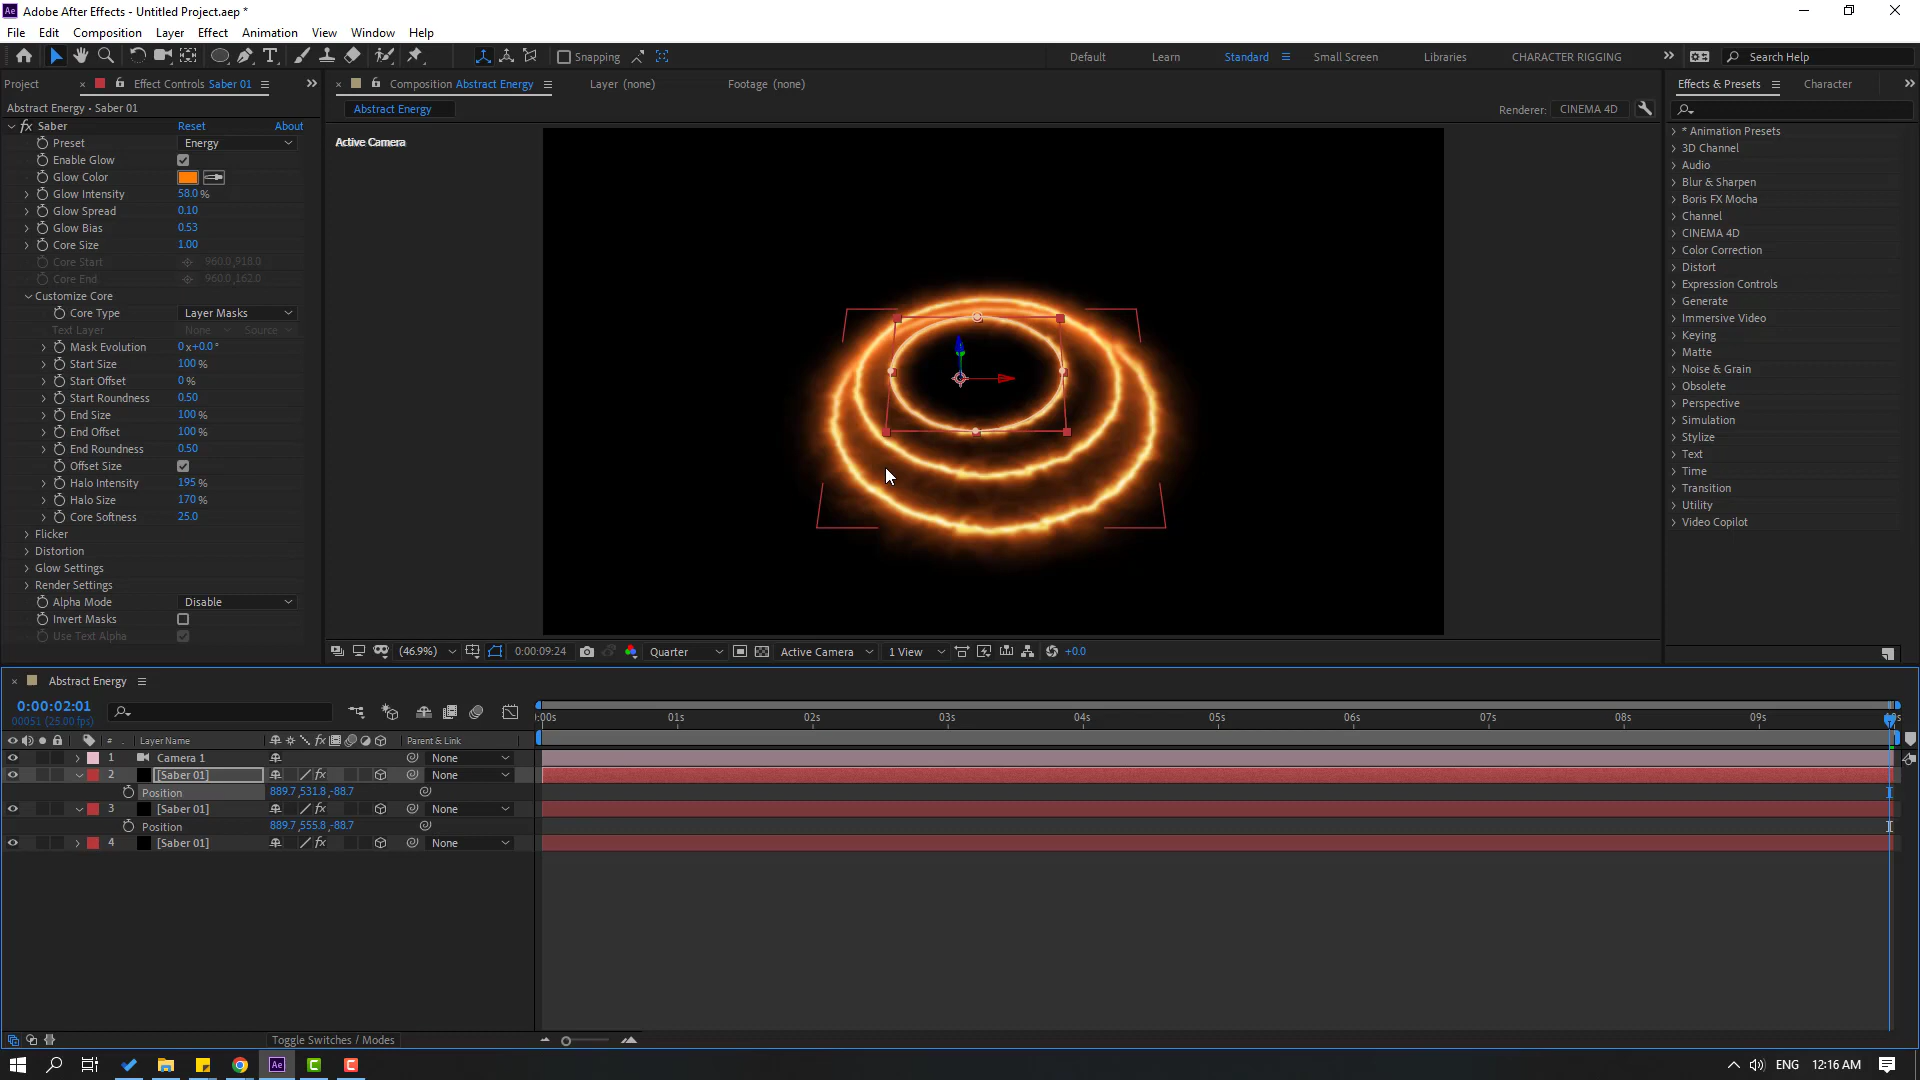 Adobe After Effects - Untitled Project.aep *
File Edit Composition Layer Effect Animation View Window Help
Snapping
Default Learn Standard Small Screen Libraries CHARACTER RIGGING Search Help
Project Effect Controls Saber 01
Composition Abstract Energy Layer (none) Footage (none)
Effects & Presets Character
Abstract Energy • Saber 01
Abstract Energy
Renderer: CINEMA 4D
Active Camera
fx Saber Reset About
Preset Energy
Enable Glow
Glow Color
Glow Intensity 58.0 %
Glow Spread 0.10
Glow Bias 0.53
Core Size 1.00
Core Start 960.0,918.0
Core End 960.0,162.0
Customize Core
Core Type Layer Masks
Text Layer None Source
Mask Evolution 0 x+0.0 °
Start Size 100 %
Start Offset 0 %
Start Roundness 0.50
End Size 100 %
End Offset 100 %
End Roundness 0.50
Offset Size
Halo Intensity 195 %
Halo Size 170 %
Core Softness 25.0
Flicker
Distortion
Glow Settings
Render Settings
Alpha Mode Disable
Invert Masks
Use Text Alpha
* Animation Presets
3D Channel
Audio
Blur & Sharpen
Boris FX Mocha
Channel
CINEMA 4D
Color Correction
Distort
Expression Controls
Generate
Immersive Video
Keying
Matte
Noise & Grain
Obsolete
Perspective
Simulation
Stylize
Text
Time
Transition
Utility
Video Copilot
(46.9%) 0:00:09:24 Quarter Active Camera 1 View +0.0
Abstract Energy
0:00:02:01
00051 (25.00 fps)
:00s 01s 02s 03s 04s 05s 06s 07s 08s 09s
# Layer Name fx Parent & Link
1 Camera 1 None
2 [Saber 01] fx None
Position 889.7,531.8,-88.7
3 [Saber 01] fx None
Position 889.7,555.8,-88.7
4 [Saber 01] fx None
Toggle Switches / Modes
Ae ENG 12:16 AM